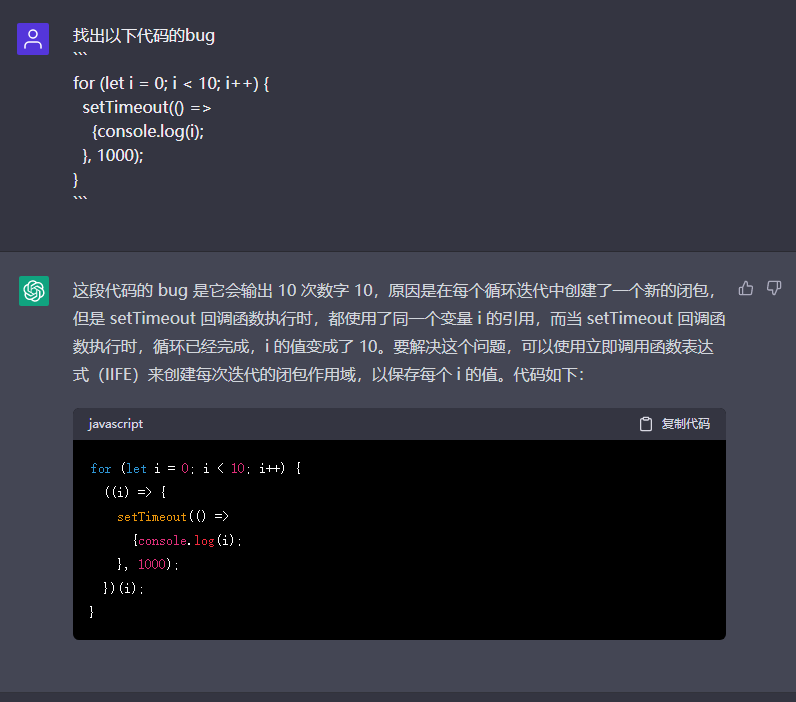 找出以下代码的bug
```
for (let i = 0; i < 10; i++) {
  setTimeout(() =>
    {console.log(i);
  }, 1000);
}
```
这段代码的 bug 是它会输出 10 次数字 10，原因是在每个循环迭代中创建了一个新的闭包，
但是 setTimeout 回调函数执行时，都使用了同一个变量 i 的引用，而当 setTimeout 回调函
数执行时，循环已经完成，i 的值变成了 10。要解决这个问题，可以使用立即调用函数表达
式（IIFE）来创建每次迭代的闭包作用域，以保存每个 i 的值。代码如下：
javascript 复制代码
for (let i = 0; i < 10; i++) {
  ((i) => {
    setTimeout(() =>
      {console.log(i);
    }, 1000);
  })(i);
}